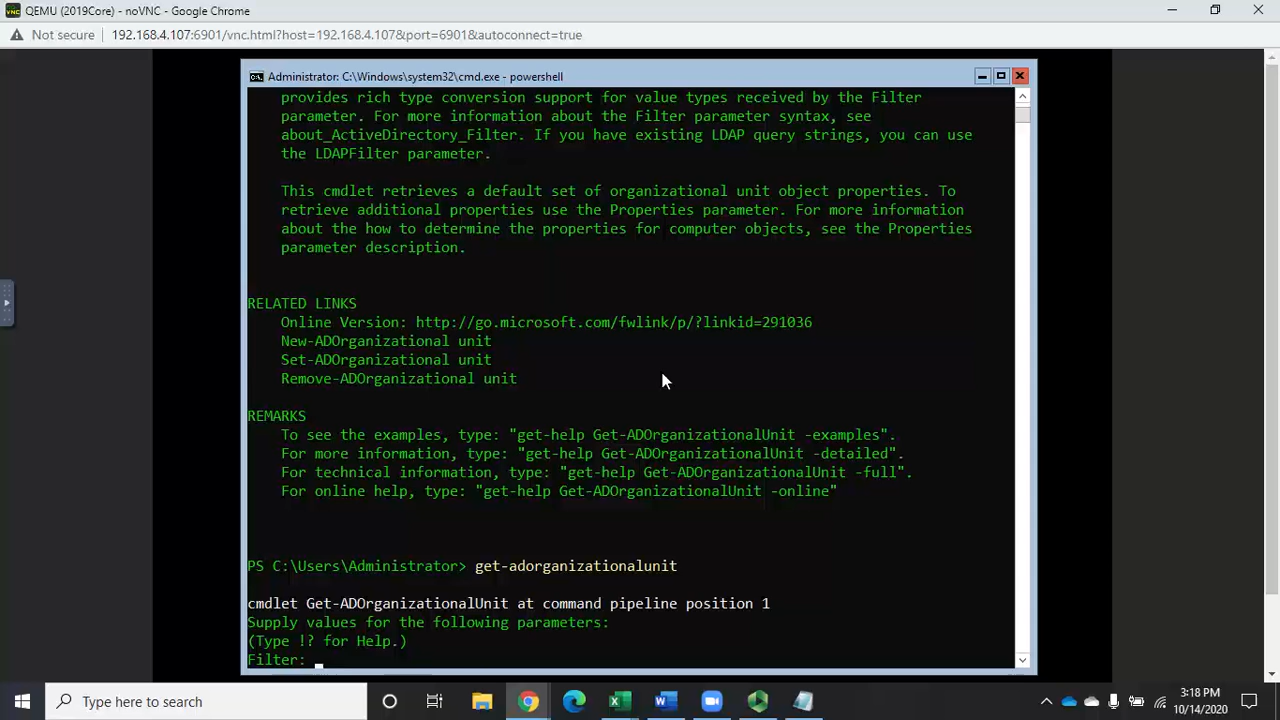 QEMU (2019Core) - noVNC - Google Chrome
Not secure 192.168.4.107:6901/vnc.html?host=192.168.4.107&port=6901&autoconnect=true
Administrator: C:\Windows\system32\cmd.exe - powershell
provides rich type conversion support for value types received by the Filter
parameter. For more information about the Filter parameter syntax, see
about_ActiveDirectory_Filter. If you have existing LDAP query strings, you can use
the LDAPFilter parameter.
This cmdlet retrieves a default set of organizational unit object properties. To
retrieve additional properties use the Properties parameter. For more information
about the how to determine the properties for computer objects, see the Properties
parameter description.
RELATED LINKS
Online Version: http://go.microsoft.com/fwlink/p/?linkid=291036
New-ADOrganizational unit
Set-ADOrganizational unit
Remove-ADOrganizational unit
REMARKS
To see the examples, type: "get-help Get-ADOrganizationalUnit -examples".
For more information, type: "get-help Get-ADOrganizationalUnit -detailed".
For technical information, type: "get-help Get-ADOrganizationalUnit -full".
For online help, type: "get-help Get-ADOrganizationalUnit -online"
PS C:\Users\Administrator> get-adorganizationalunit
cmdlet Get-ADOrganizationalUnit at command pipeline position 1
Supply values for the following parameters:
(Type !? for Help.)
Filter:
Type here to search
3:18 PM
10/14/2020